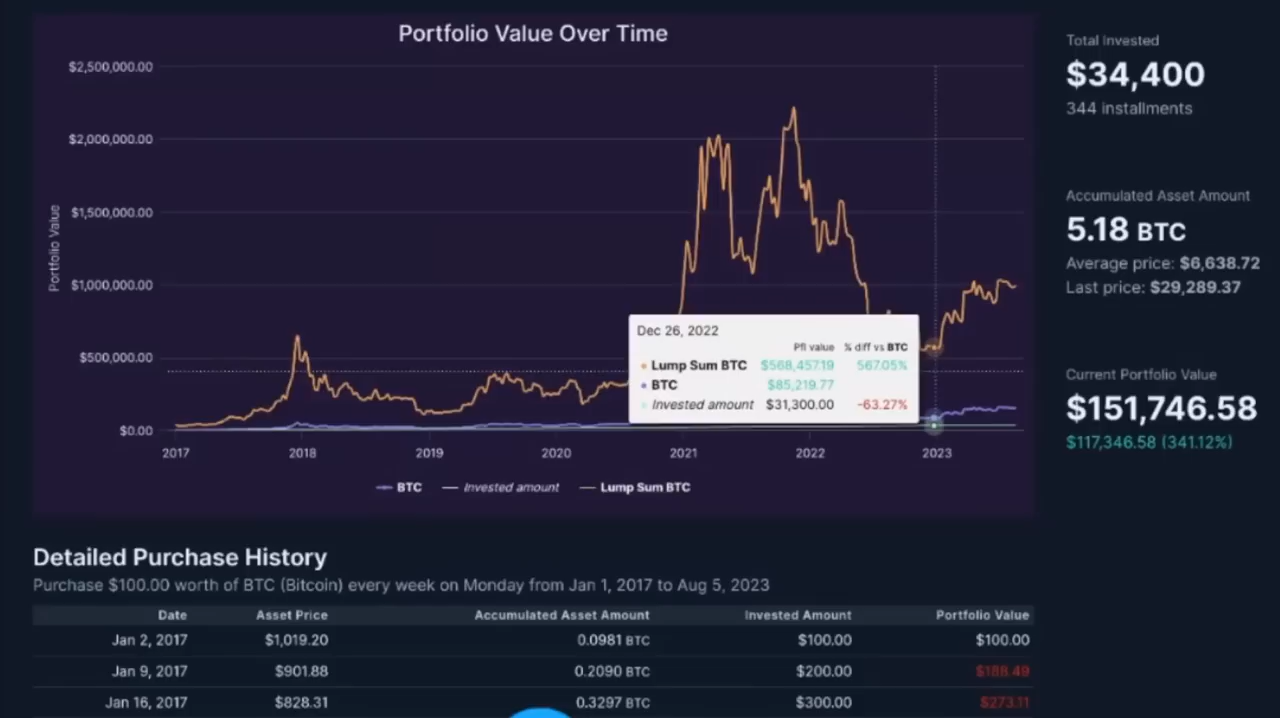 Portfolio Value Over Time
$2,500,000.00
$2,000,000.00
$1,500,000.00
$1,000,000.00
$500,000.00
$0.00
Portfolio Value
2017 2018 2019 2020 2021 2022 2023
Dec 26, 2022
Pfl value % diff vs BTC
Lump Sum BTC $568,457.19 567.05%
BTC $85,219.77
Invested amount $31,300.00 -63.27%
BTC Invested amount Lump Sum BTC
Total Invested
$34,400
344 installments
Accumulated Asset Amount
5.18 BTC
Average price: $6,638.72
Last price: $29,289.37
Current Portfolio Value
$151,746.58
$117,346.58 (341.12%)
Detailed Purchase History
Purchase $100.00 worth of BTC (Bitcoin) every week on Monday from Jan 1, 2017 to Aug 5, 2023
Date Asset Price Accumulated Asset Amount Invested Amount Portfolio Value
Jan 2, 2017 $1,019.20 0.0981 BTC $100.00 $100.00
Jan 9, 2017 $901.88 0.2090 BTC $200.00 $188.49
Jan 16, 2017 $828.31 0.3297 BTC $300.00 $273.11